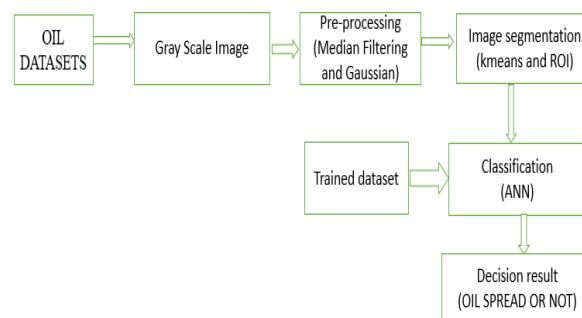 OIL
DATASETS
Gray Scale Image
Pre-processing
(Median Filtering
and Gaussian)
Image segmentation
(kmeans and ROI)
Trained dataset
Classification
(ANN)
Decision result
(OIL SPREAD OR NOT)